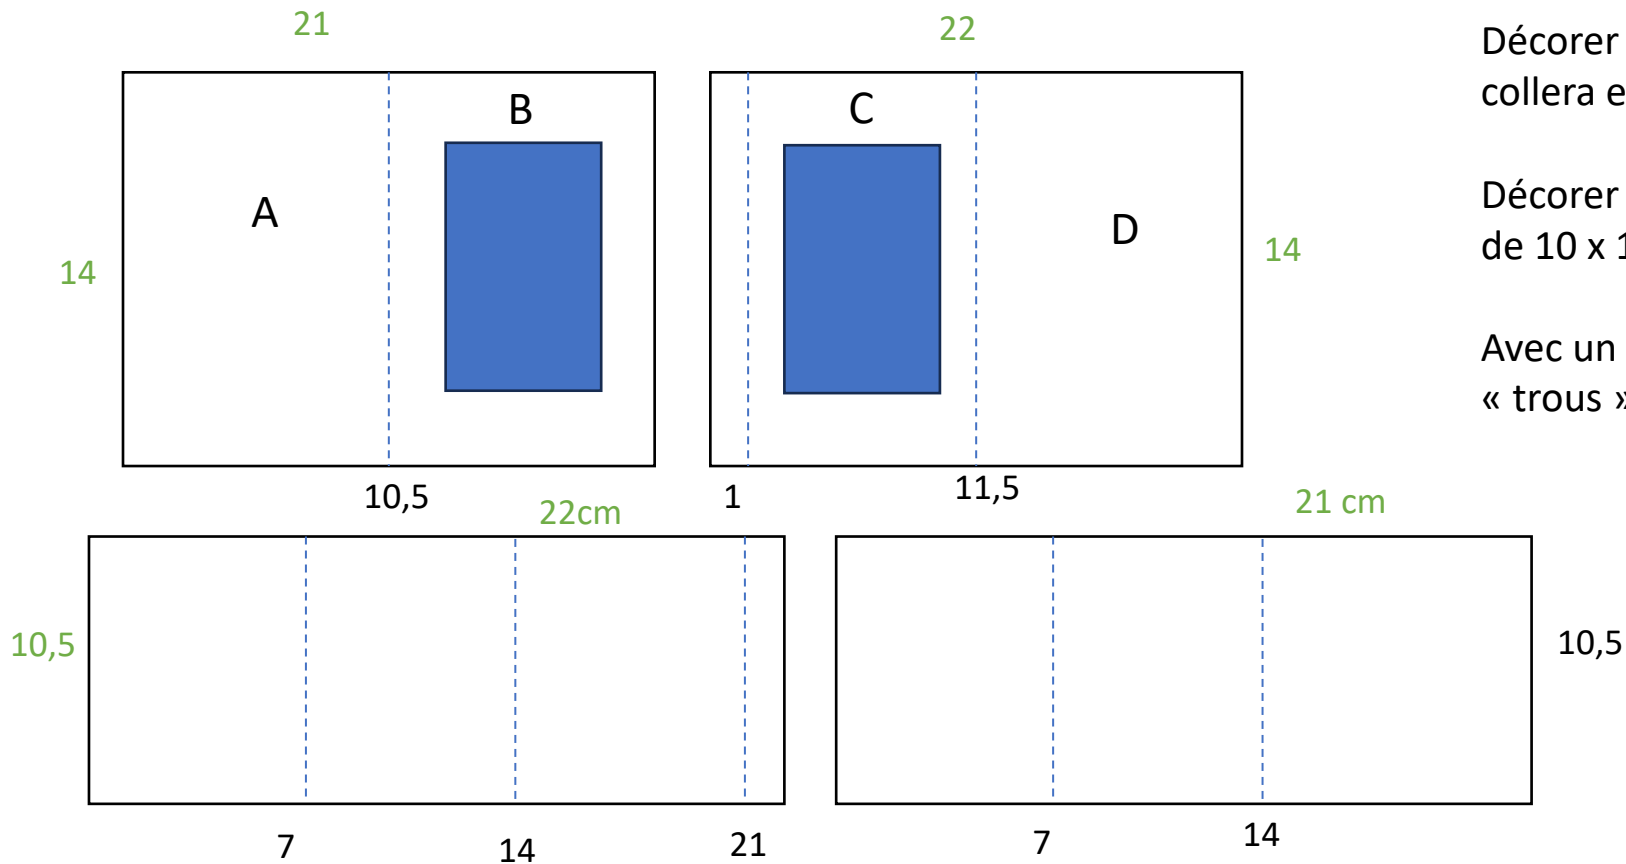 21
22
A
B
C
D
14
14
10,5
1
11,5
22cm
21 cm
10,5
10,5
7
14
21
7
14
Décorer
collera e
Décorer
de 10 x 1
Avec un
« trous »